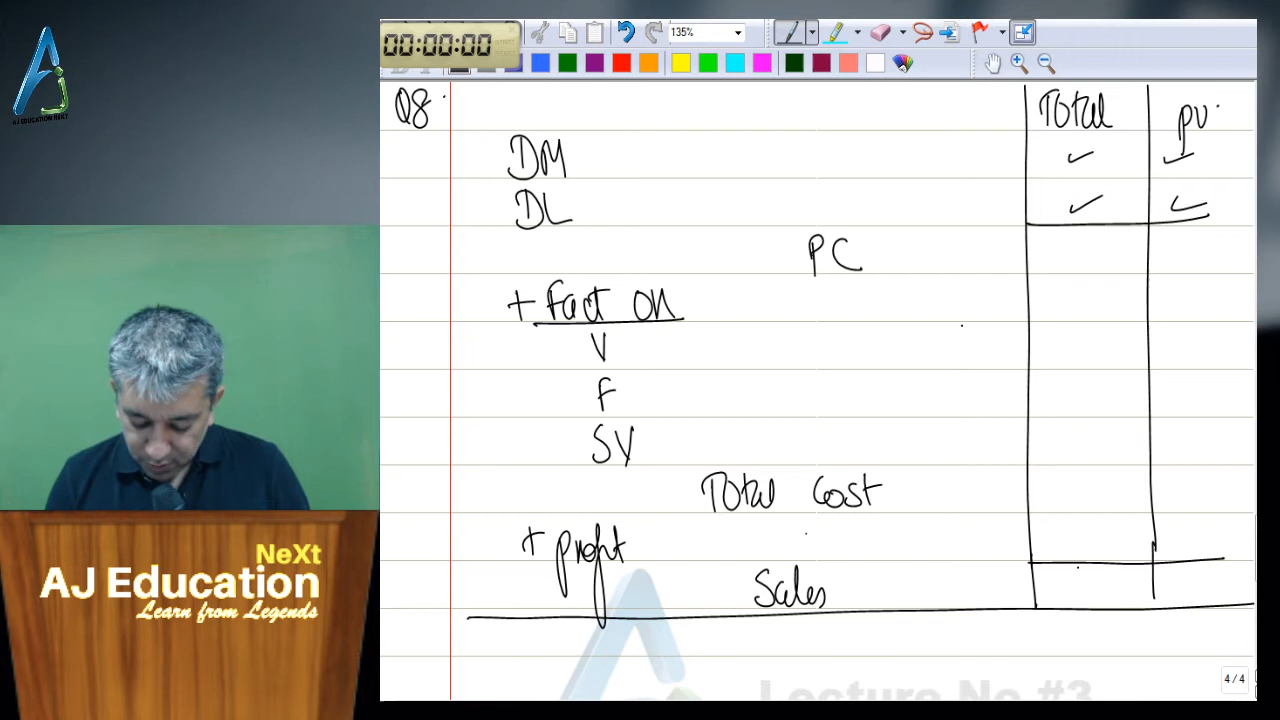 AJ EDUCATION NEXT
00:00:00
135%
Q8
Total
PU
DM
DL
PC
+ Fact OH
V
F
SV
Total Cost
+ profit
Sales
NeXt
AJ Education
Learn from Legends
Lecture No #3
4/4